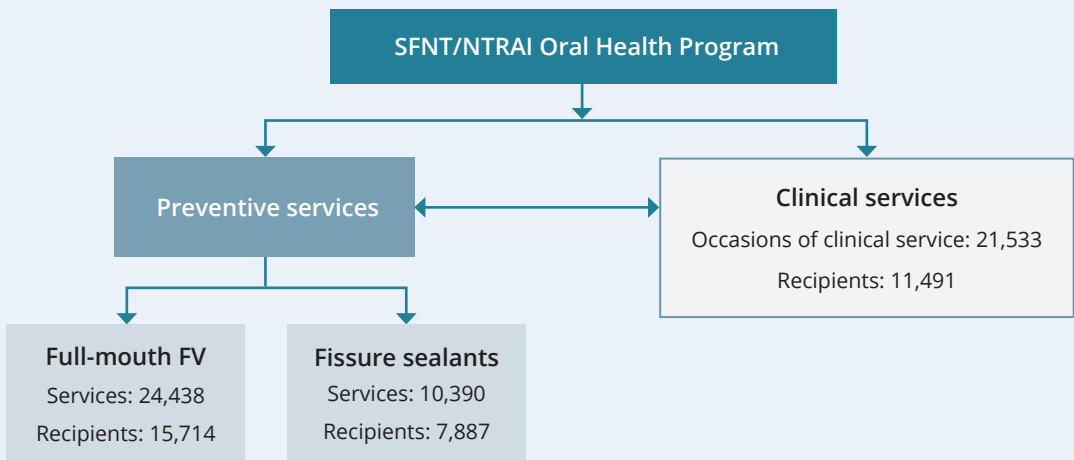 SFNT/NTRAI Oral Health Program
Preventive services
Clinical services
Occasions of clinical service: 21,533
Recipients: 11,491
Full-mouth FV
Services: 24,438
Recipients: 15,714
Fissure sealants
Services: 10,390
Recipients: 7,887